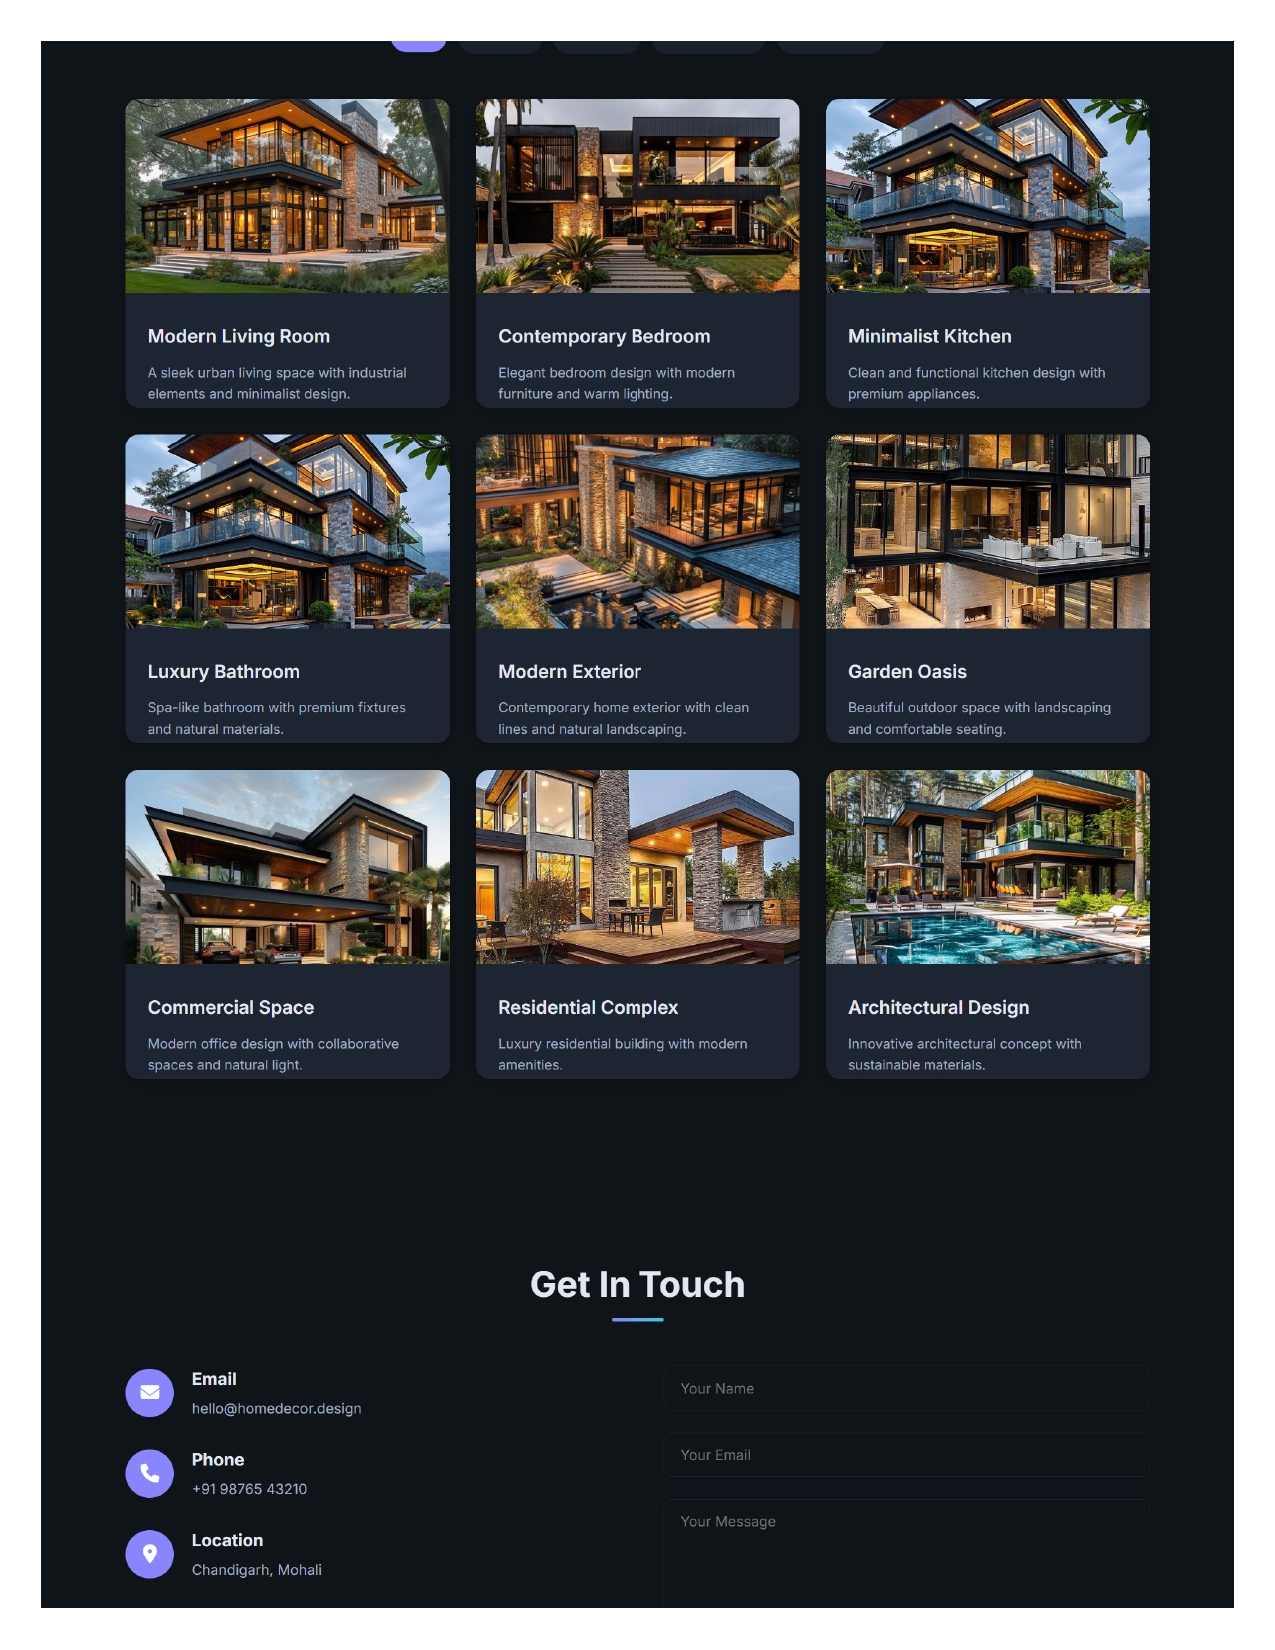 Modern Living Room
A sleek urban living space with industrial
elements and minimalist design.
Contemporary Bedroom
Elegant bedroom design with modern
furniture and warm lighting.
Minimalist Kitchen
Clean and functional kitchen design with
premium appliances.
Luxury Bathroom
Spa-like bathroom with premium fixtures
and natural materials.
Modern Exterior
Contemporary home exterior with clean
lines and natural landscaping.
Garden Oasis
Beautiful outdoor space with landscaping
and comfortable seating.
Commercial Space
Modern office design with collaborative
spaces and natural light.
Residential Complex
Luxury residential building with modern
amenities.
Architectural Design
Innovative architectural concept with
sustainable materials.
Get In Touch
Email
hello@homedecor.design
Phone
+91 98765 43210
Location
Chandigarh, Mohali
Your Name
Your Email
Your Message